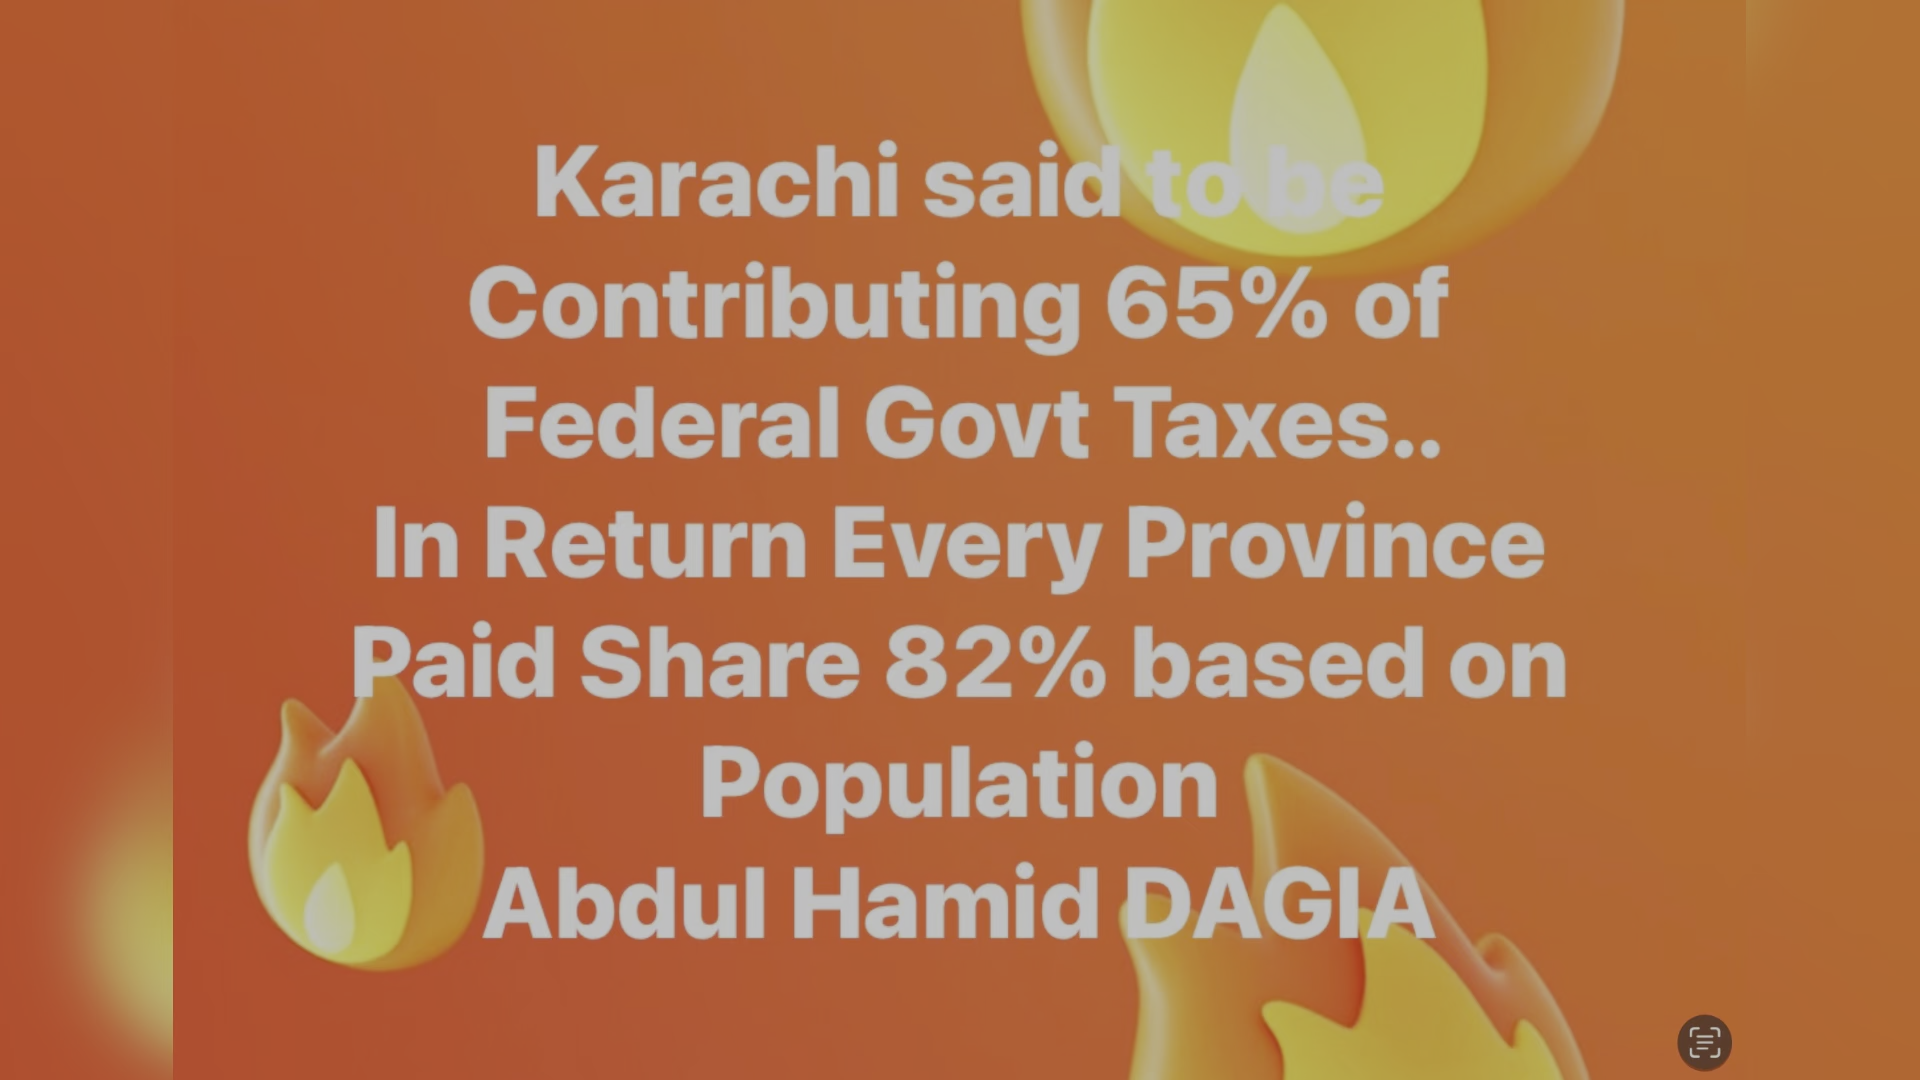 Karachi said to be
Contributing 65% of
Federal Govt Taxes..
In Return Every Province
Paid Share 82% based on
Population
Abdul Hamid DAGIA